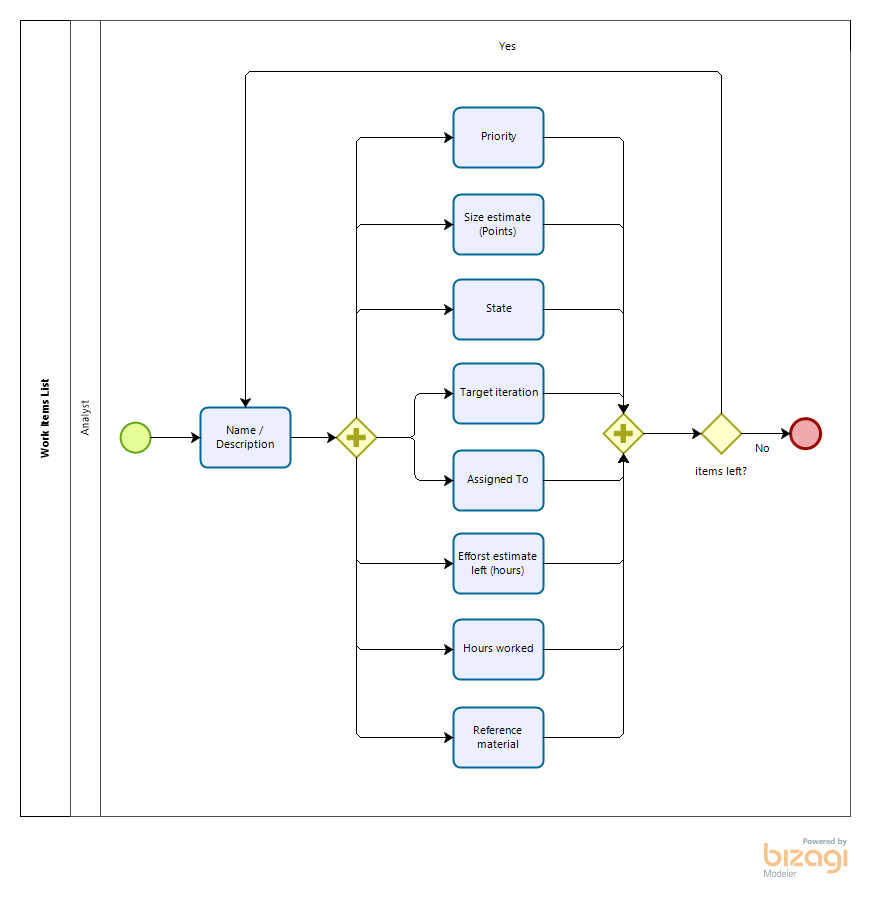 Work Items List
Analyst
Yes
Priority
Size estimate
(Points)
State
Target iteration
Name /
Description
Assigned To
No
items left?
Efforst estimate
left (hours)
Hours worked
Reference
material
Powered by
bizagi
Modeler